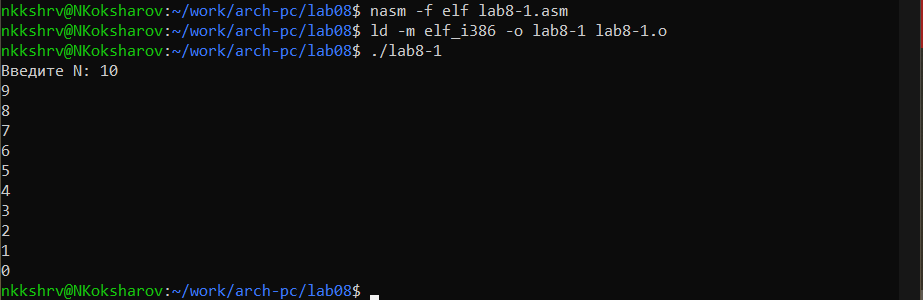 nkkshrv@NKoksharov:~/work/arch-pc/lab08$ nasm -f elf lab8-1.asm
nkkshrv@NKoksharov:~/work/arch-pc/lab08$ ld -m elf_i386 -o lab8-1 lab8-1.o
nkkshrv@NKoksharov:~/work/arch-pc/lab08$ ./lab8-1
Введите N: 10
9
8
7
6
5
4
3
2
1
0
nkkshrv@NKoksharov:~/work/arch-pc/lab08$